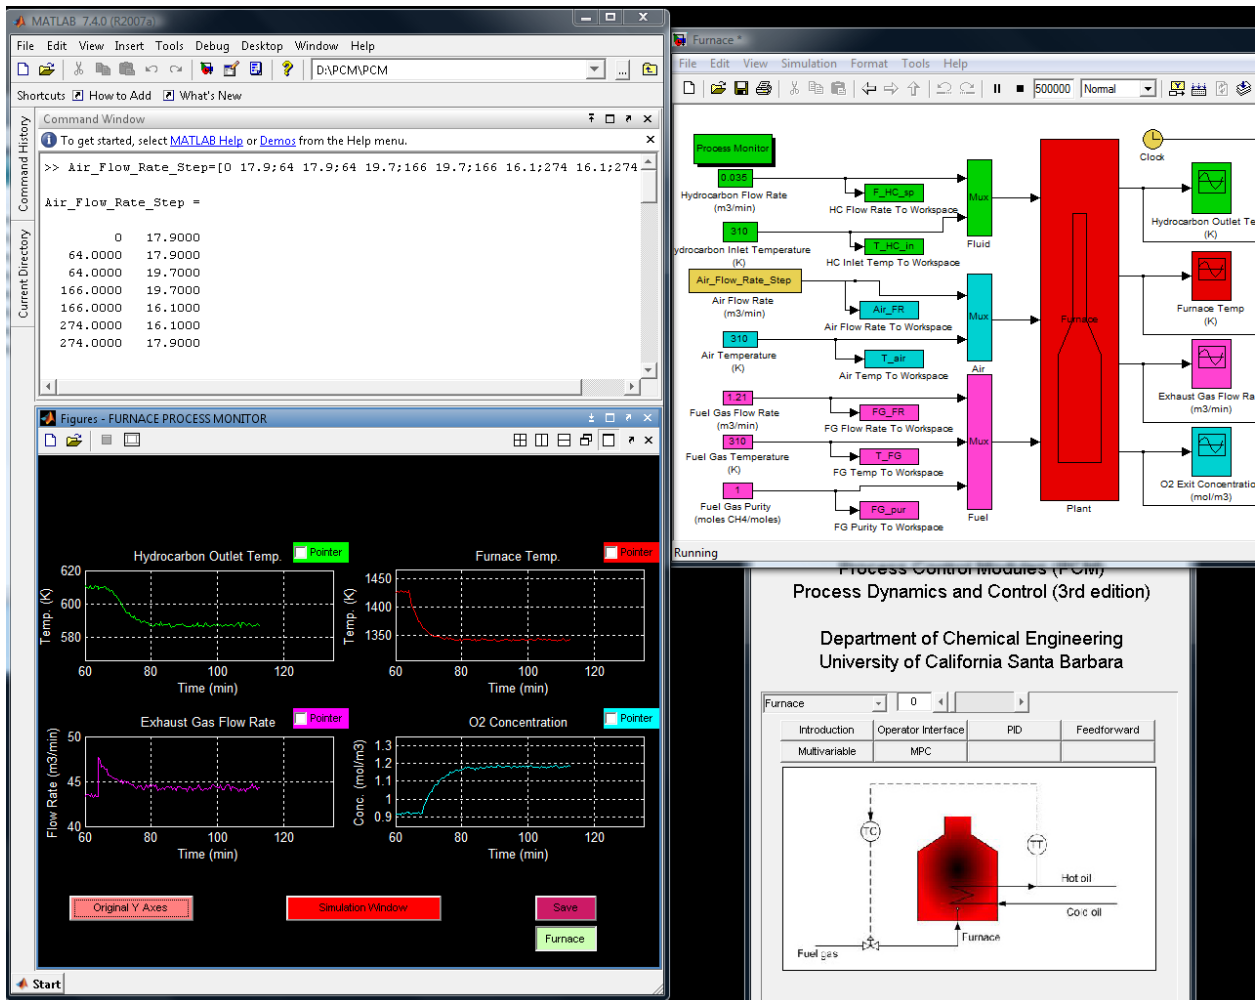 MATLAB 7.4.0 (R2007a)
File Edit View Insert Tools Debug Desktop Window Help
D:\PCM\PCM
...
Shortcuts How to Add What's New
Command History
Current Directory
Command Window
To get started, select MATLAB Help or Demos from the Help menu.
>> Air_Flow_Rate_Step=[0 17.9;64 17.9;64 19.7;166 19.7;166 16.1;274 16.1;274
Air_Flow_Rate_Step =
0 17.9000
64.0000 17.9000
64.0000 19.7000
166.0000 19.7000
166.0000 16.1000
274.0000 16.1000
274.0000 17.9000
Figures - FURNACE PROCESS MONITOR
Hydrocarbon Outlet Temp.
Pointer
620
600
580
Temp. (K)
60 80 100 120
Time (min)
Furnace Temp.
Pointer
1450
1400
1350
Temp. (K)
60 80 100 120
Time (min)
Exhaust Gas Flow Rate
Pointer
50
45
40
Flow Rate (m3/min)
60 80 100 120
Time (min)
O2 Concentration
Pointer
1.3
1.2
1.1
1
0.9
Conc. (mol/m3)
60 80 100 120
Time (min)
Original Y Axes
Simulation Window
Save
Furnace
Start
Furnace *
File Edit View Simulation Format Tools Help
500000
Normal
Process Monitor
0.035
Hydrocarbon Flow Rate
(m3/min)
F_HC_sp
HC Flow Rate To Workspace
310
ydrocarbon Inlet Temperature
(K)
T_HC_in
HC Inlet Temp To Workspace
Mux
Fluid
Air_Flow_Rate_Step
Air Flow Rate
(m3/min)
Air_FR
Air Flow Rate To Workspace
310
Air Temperature
(K)
T_air
Air Temp To Workspace
Mux
Air
1.21
Fuel Gas Flow Rate
(m3/min)
FG_FR
FG Flow Rate To Workspace
310
Fuel Gas Temperature
(K)
T_FG
FG Temp To Workspace
1
Fuel Gas Purity
(moles CH4/moles)
FG_pur
FG Purity To Workspace
Mux
Fuel
Furnace
Plant
Clock
Hydrocarbon Outlet Te
(K)
Furnace Temp
(K)
Exhaust Gas Flow Ra
(m3/min)
O2 Exit Concentratio
(mol/m3)
Running
Process Control Modules (PCM)
Process Dynamics and Control (3rd edition)
Department of Chemical Engineering
University of California Santa Barbara
Furnace
0
Introduction Operator Interface PID Feedforward
Multivariable MPC
TC
TT
Hot oil
Cold oil
Furnace
Fuel gas